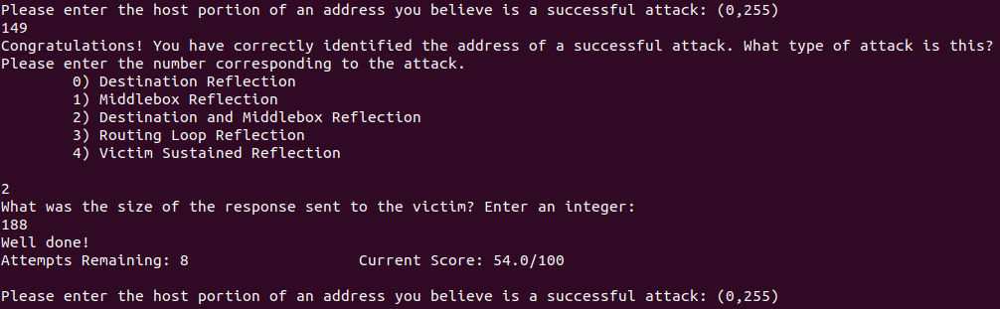 Please enter the host portion of an address you believe is a successful attack: (0,255)
149
Congratulations! You have correctly identified the address of a successful attack. What type of attack is this?
Please enter the number corresponding to the attack.
0) Destination Reflection
1) Middlebox Reflection
2) Destination and Middlebox Reflection
3) Routing Loop Reflection
4) Victim Sustained Reflection
2
What was the size of the response sent to the victim? Enter an integer:
188
Well done!
Attempts Remaining: 8 Current Score: 54.0/100
Please enter the host portion of an address you believe is a successful attack: (0,255)